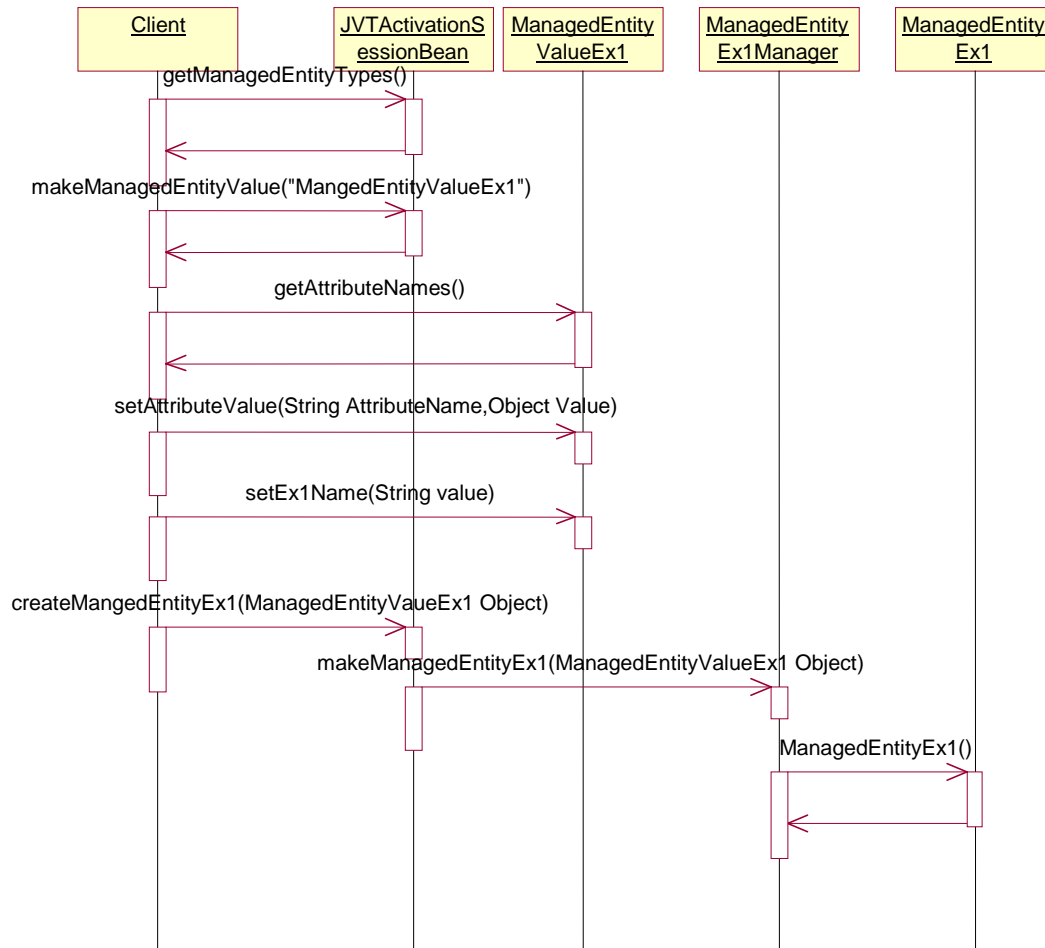 Client
JVTActivationS
essionBean
ManagedEntity
ValueEx1
ManagedEntity
Ex1Manager
ManagedEntity
Ex1
getManagedEntityTypes()
makeManagedEntityValue("MangedEntityValueEx1")
getAttributeNames()
setAttributeValue(String AttributeName,Object Value)
setEx1Name(String value)
createMangedEntityEx1(ManagedEntityVaueEx1 Object)
makeManagedEntityEx1(ManagedEntityValueEx1 Object)
ManagedEntityEx1()